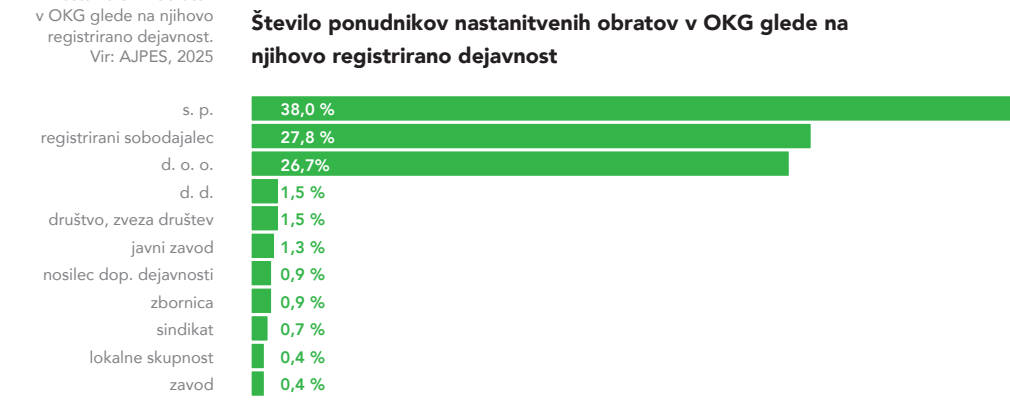 v OKG glede na njihovo
registrirano dejavnost.
Vir: AJPES, 2025
Število ponudnikov nastanitvenih obratov v OKG glede na
njihovo registrirano dejavnost
s. p. 38,0 %
registrirani sobodajalec 27,8 %
d. o. o. 26,7%
d. d. 1,5 %
društvo, zveza društev 1,5 %
javni zavod 1,3 %
nosilec dop. dejavnosti 0,9 %
zbornica 0,9 %
sindikat 0,7 %
lokalne skupnost 0,4 %
zavod 0,4 %